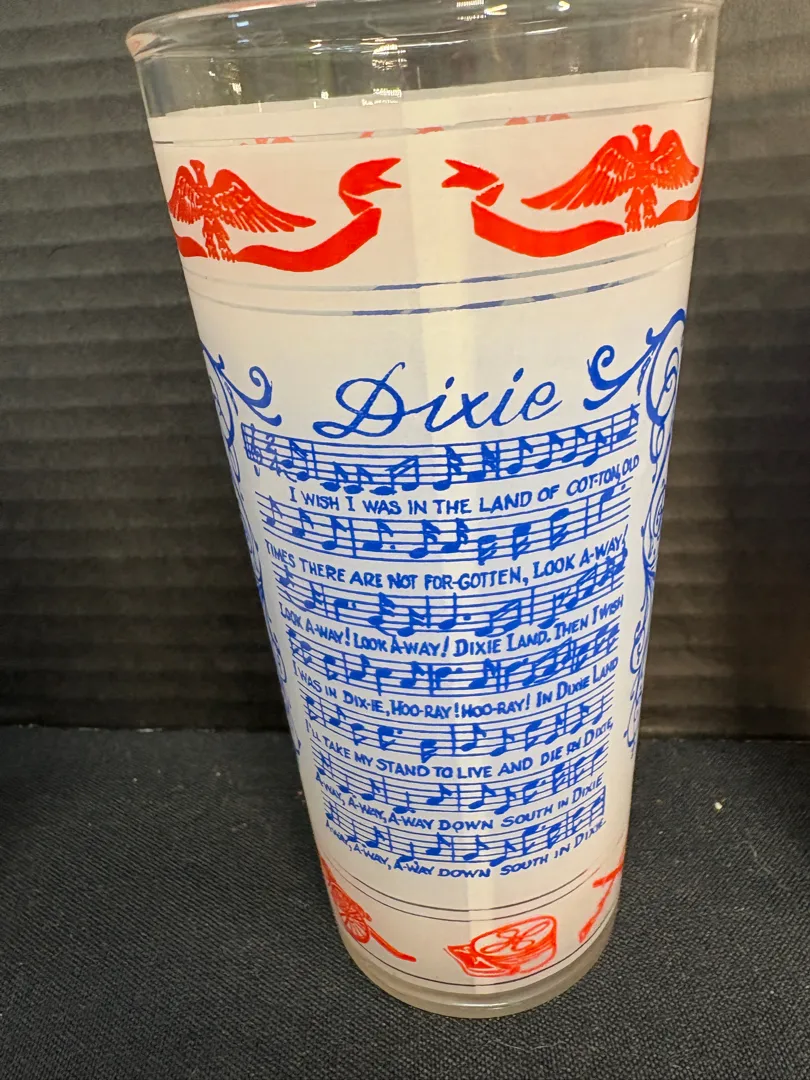 Dixie
I WISH I WAS IN THE LAND OF COT-TON, OLD
TIMES THERE ARE NOT FOR-GOTTEN, LOOK A-WAY!
LOOK A-WAY! LOOK A-WAY! DIXIE LAND. THEN I WISH
I WAS IN DIX-IE, HOO-RAY! HOO-RAY! IN DIXIE LAND
I'LL TAKE MY STAND TO LIVE AND DIE IN DIXIE,
A-WAY, A-WAY, A-WAY DOWN SOUTH IN DIXIE
A-WAY, A-WAY, A-WAY DOWN SOUTH IN DIXIE.